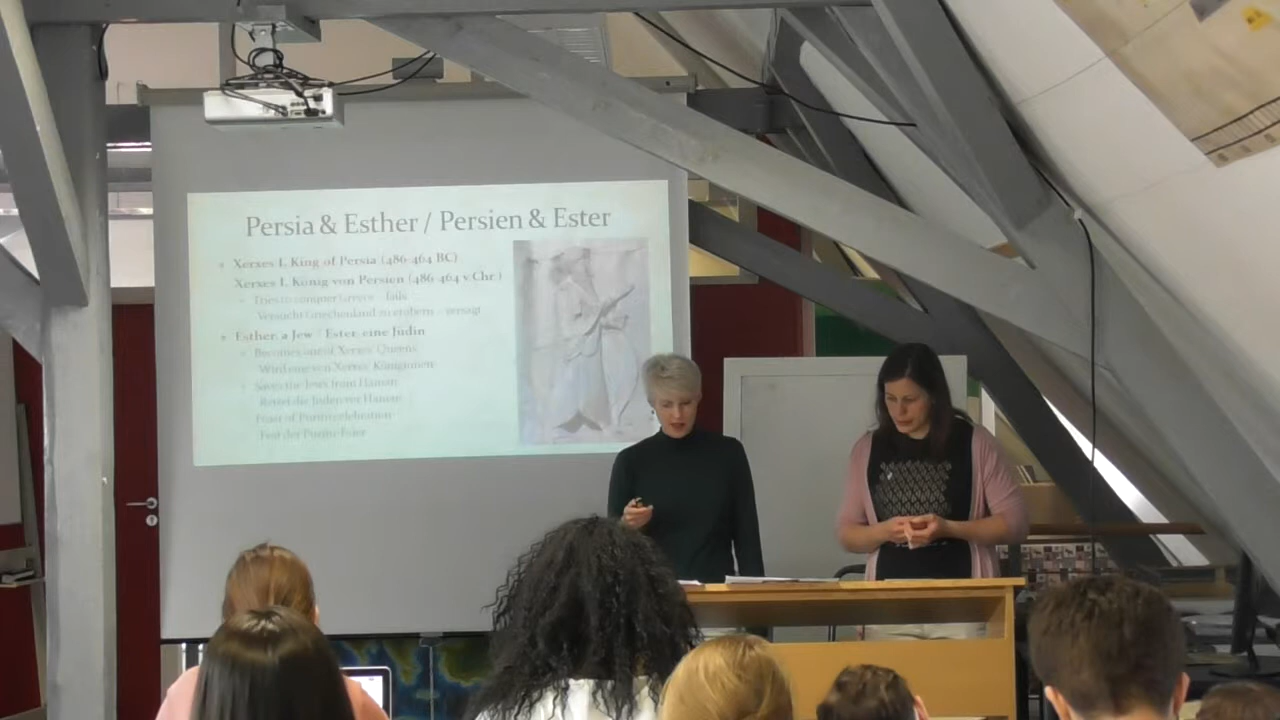 Persia & Esther / Persien & Ester
Xerxes I. King of Persia (486-464 BC)
Xerxes I. König von Persien (486-464 v.Chr.)
Tries to conquer Greece - fails
Versucht Griechenland zu erobern - versagt
Esther, a Jew / Ester eine Jüdin
Becomes one of Xerxes' Queens
Wird eine von Xerxes' Königinnen
Saves the Jews from Haman
Rettet die Juden vor Haman
Feast of Purim celebration
Fest der Purim-Feier